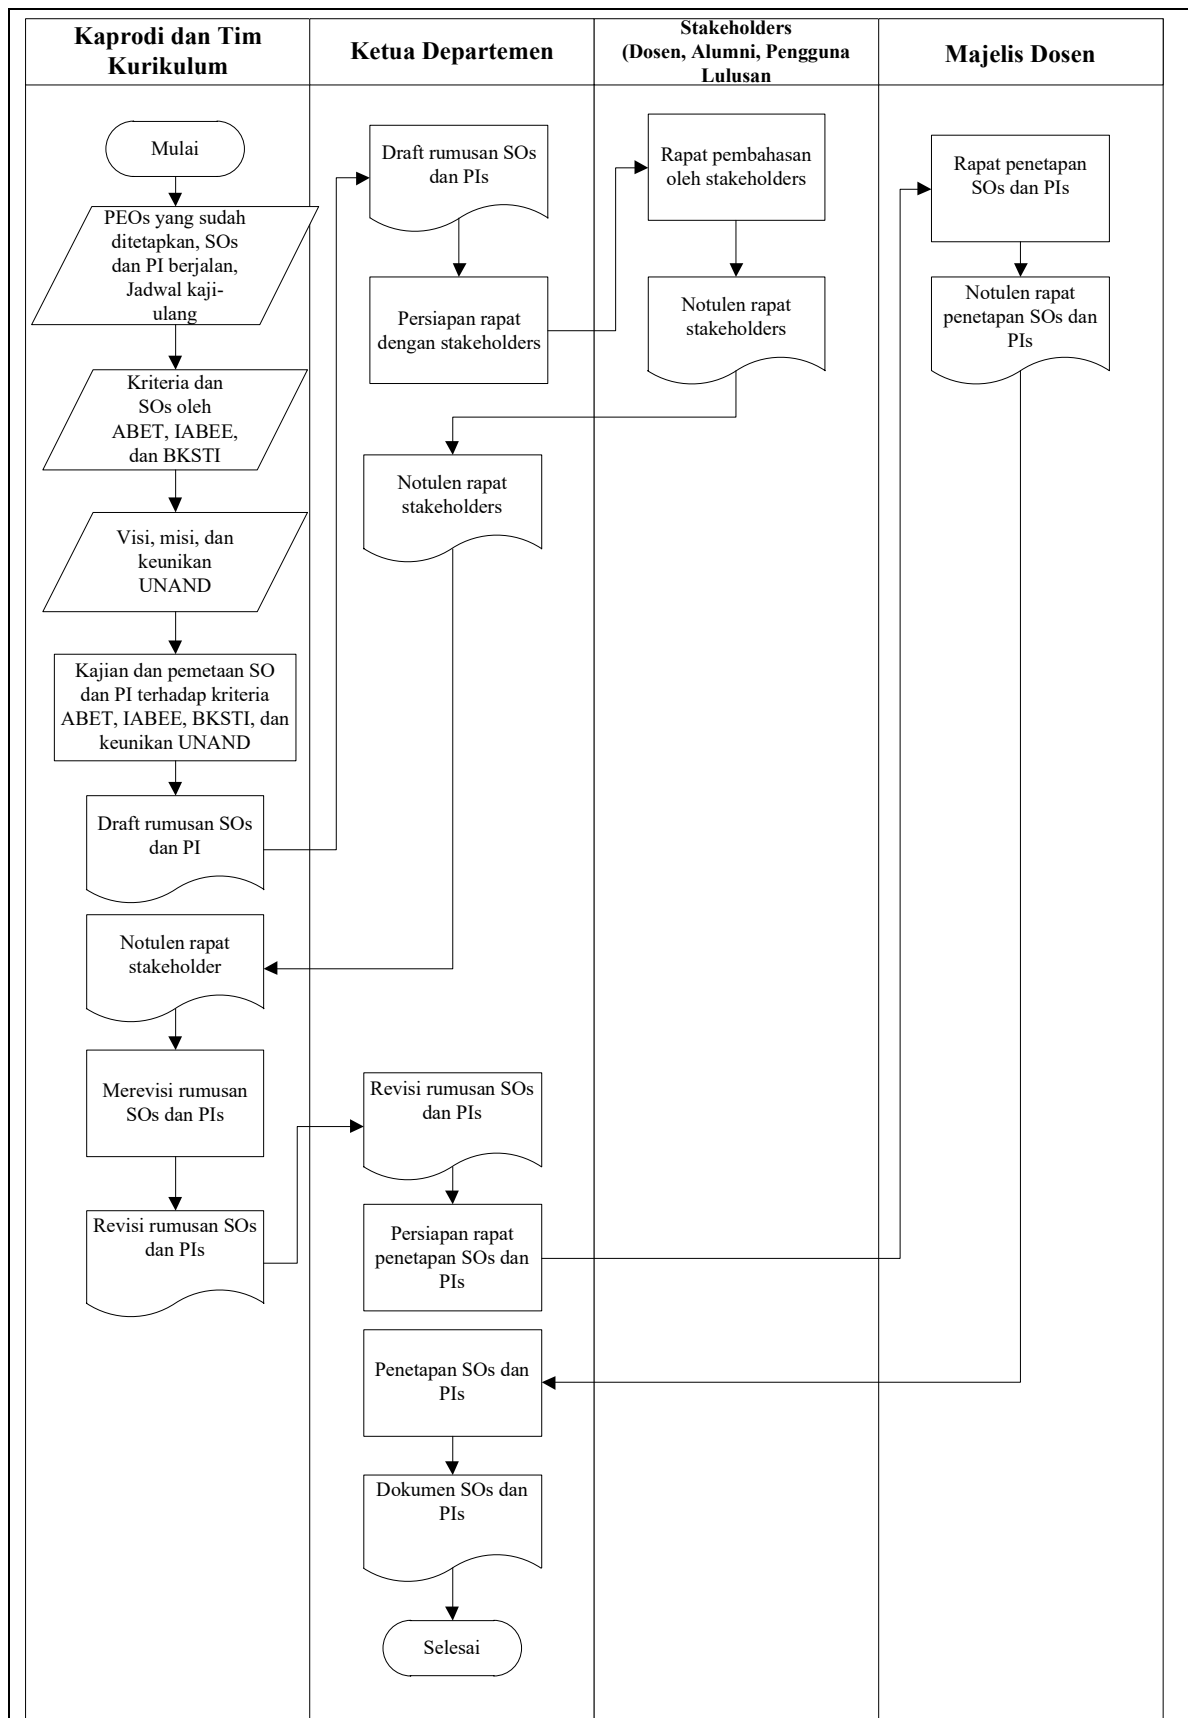 Kaprodi dan Tim
Kurikulum
Ketua Departemen
Stakeholders
(Dosen, Alumni, Pengguna
Lulusan
Majelis Dosen
Mulai
PEOs yang sudah
ditetapkan, SOs
dan PI berjalan,
Jadwal kaji-
ulang
Kriteria dan
SOs oleh
ABET, IABEE,
dan BKSTI
Visi, misi, dan
keunikan
UNAND
Kajian dan pemetaan SO
dan PI terhadap kriteria
ABET, IABEE, BKSTI, dan
keunikan UNAND
Draft rumusan SOs
dan PI
Draft rumusan SOs
dan PIs
Persiapan rapat
dengan stakeholders
Rapat pembahasan
oleh stakeholders
Notulen rapat
stakeholders
Notulen rapat
stakeholders
Notulen rapat
stakeholder
Merevisi rumusan
SOs dan PIs
Revisi rumusan SOs
dan PIs
Revisi rumusan SOs
dan PIs
Persiapan rapat
penetapan SOs dan
PIs
Rapat penetapan
SOs dan PIs
Notulen rapat
penetapan SOs dan
PIs
Penetapan SOs dan
PIs
Dokumen SOs dan
PIs
Selesai